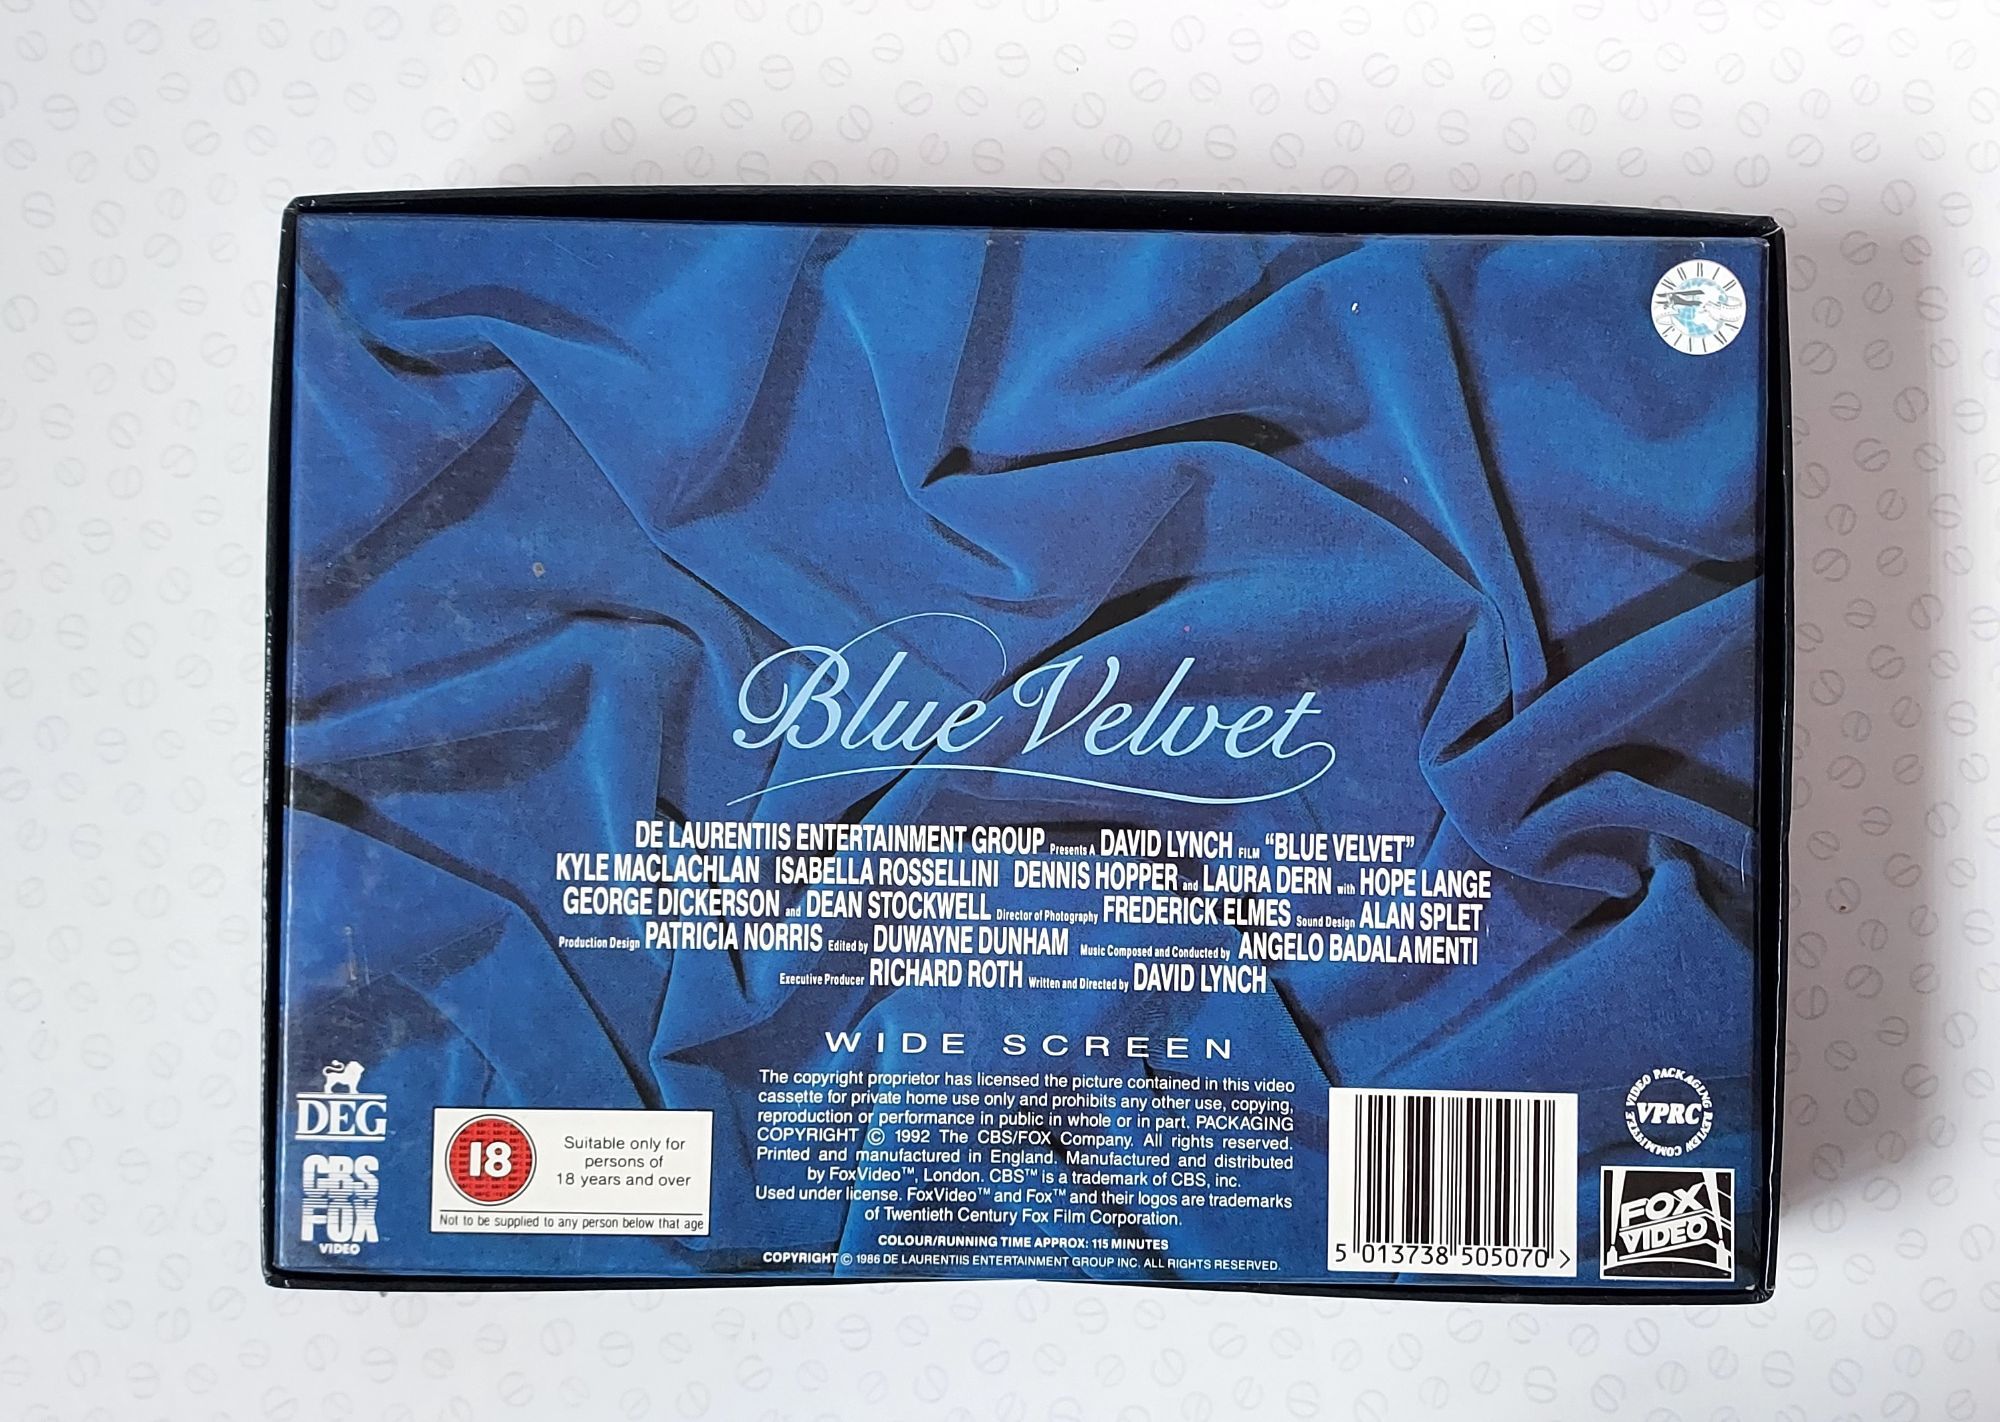 WORLD CINEMA
Blue Velvet
DE LAURENTIIS ENTERTAINMENT GROUP Presents A DAVID LYNCH FILM "BLUE VELVET"
KYLE MACLACHLAN ISABELLA ROSSELLINI DENNIS HOPPER and LAURA DERN with HOPE LANGE
GEORGE DICKERSON and DEAN STOCKWELL Director of Photography FREDERICK ELMES Sound Design ALAN SPLET
Production Design PATRICIA NORRIS Edited by DUWAYNE DUNHAM Music Composed and Conducted by ANGELO BADALAMENTI
Executive Producer RICHARD ROTH Written and Directed by DAVID LYNCH
WIDE SCREEN
The copyright proprietor has licensed the picture contained in this video
cassette for private home use only and prohibits any other use, copying,
reproduction or performance in public in whole or in part. PACKAGING
COPYRIGHT © 1992 The CBS/FOX Company. All rights reserved.
Printed and manufactured in England. Manufactured and distributed
by FoxVideo™, London. CBS™ is a trademark of CBS, inc.
Used under license. FoxVideo™ and Fox™ and their logos are trademarks
of Twentieth Century Fox Film Corporation.
COLOUR/RUNNING TIME APPROX: 115 MINUTES
COPYRIGHT © 1986 DE LAURENTIIS ENTERTAINMENT GROUP INC. ALL RIGHTS RESERVED.
DEG
CBS
FOX
VIDEO
18
Suitable only for
persons of
18 years and over
Not to be supplied to any person below that age
5 013738 505070 >
VIDEO PACKAGING REVIEW COMMITTEE
VPRC
FOX
VIDEO